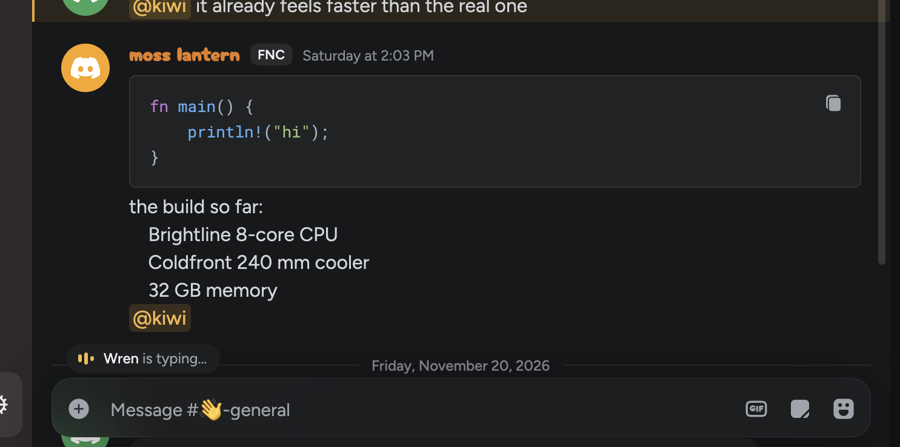 @kiwi it already feels faster than the real one
moss lantern FNC Saturday at 2:03 PM
fn main() {
    println!("hi");
}
the build so far:
    Brightline 8-core CPU
    Coldfront 240 mm cooler
    32 GB memory
@kiwi
Wren is typing...
Friday, November 20, 2026
Message #👋-general
GIF